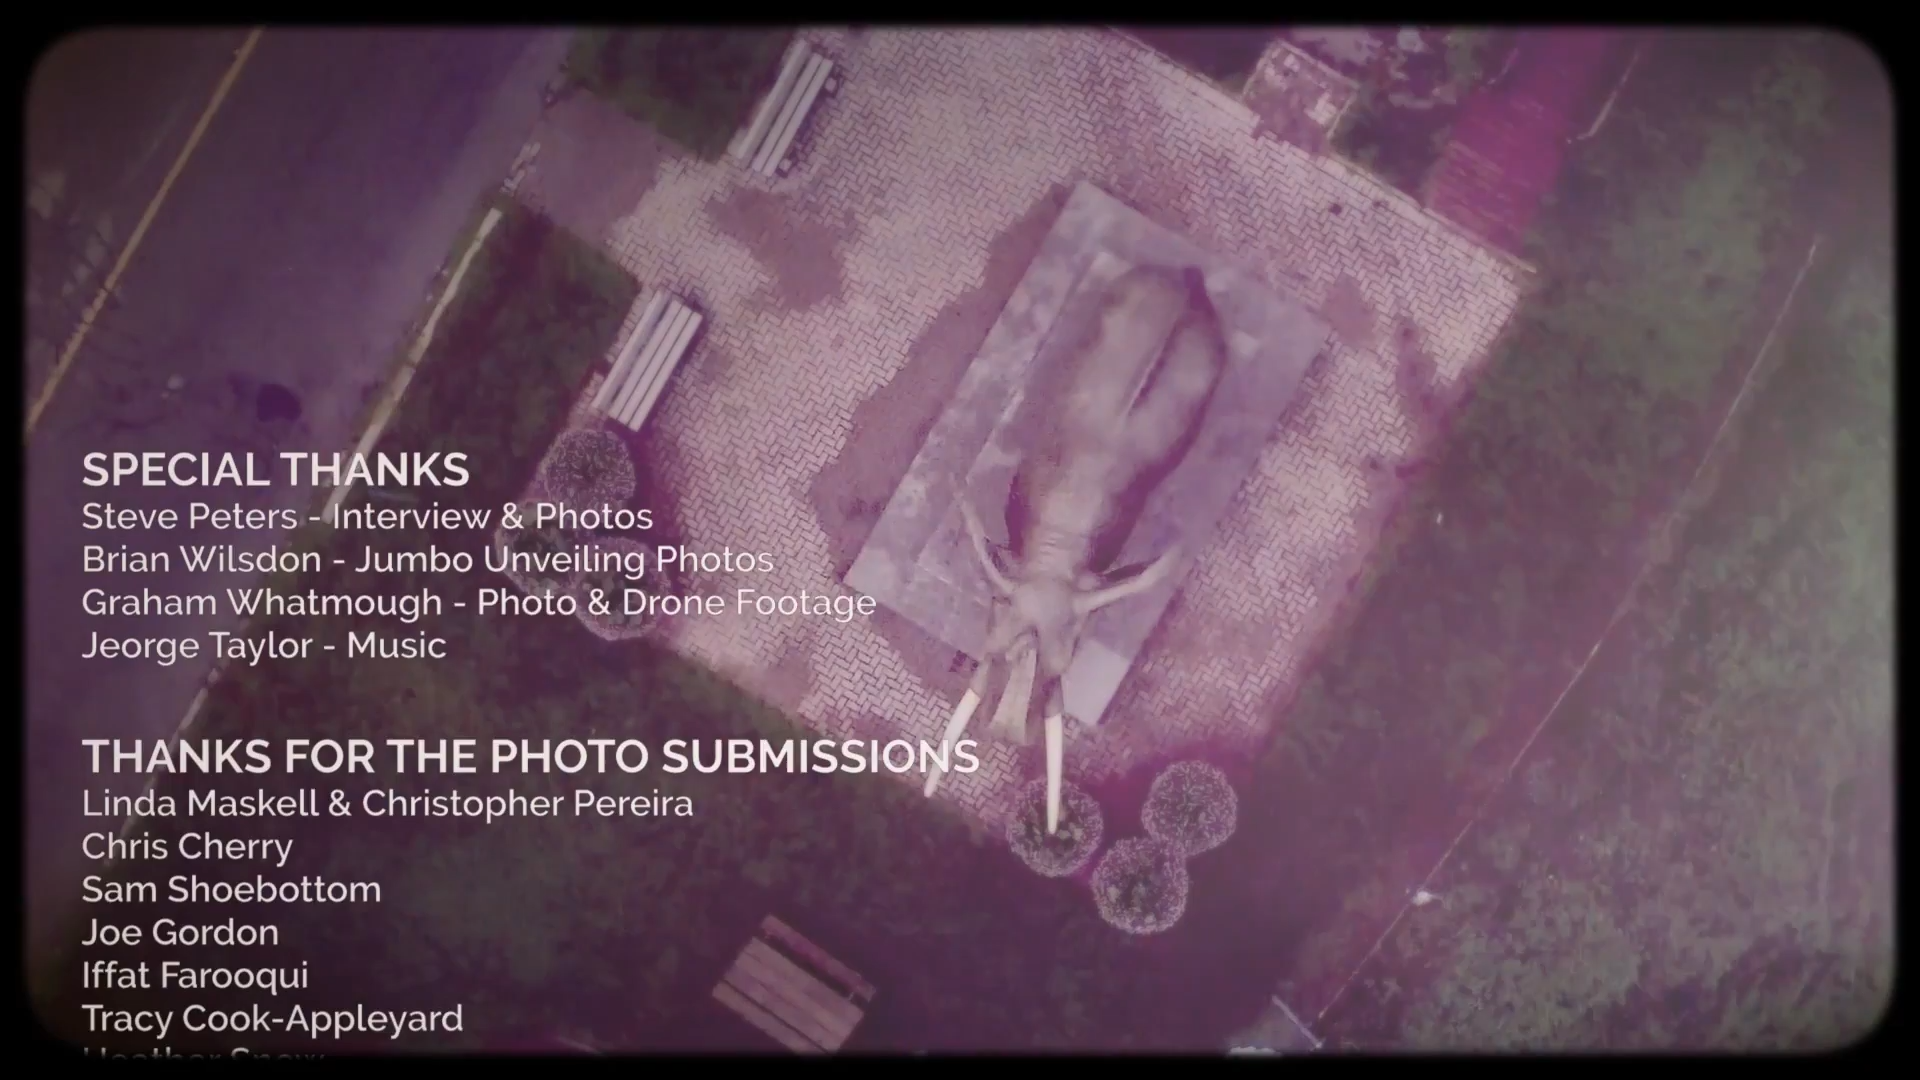 SPECIAL THANKS
Steve Peters - Interview & Photos
Brian Wilsdon - Jumbo Unveiling Photos
Graham Whatmough - Photo & Drone Footage
Jeorge Taylor - Music
THANKS FOR THE PHOTO SUBMISSIONS
Linda Maskell & Christopher Pereira
Chris Cherry
Sam Shoebottom
Joe Gordon
Iffat Farooqui
Tracy Cook-Appleyard